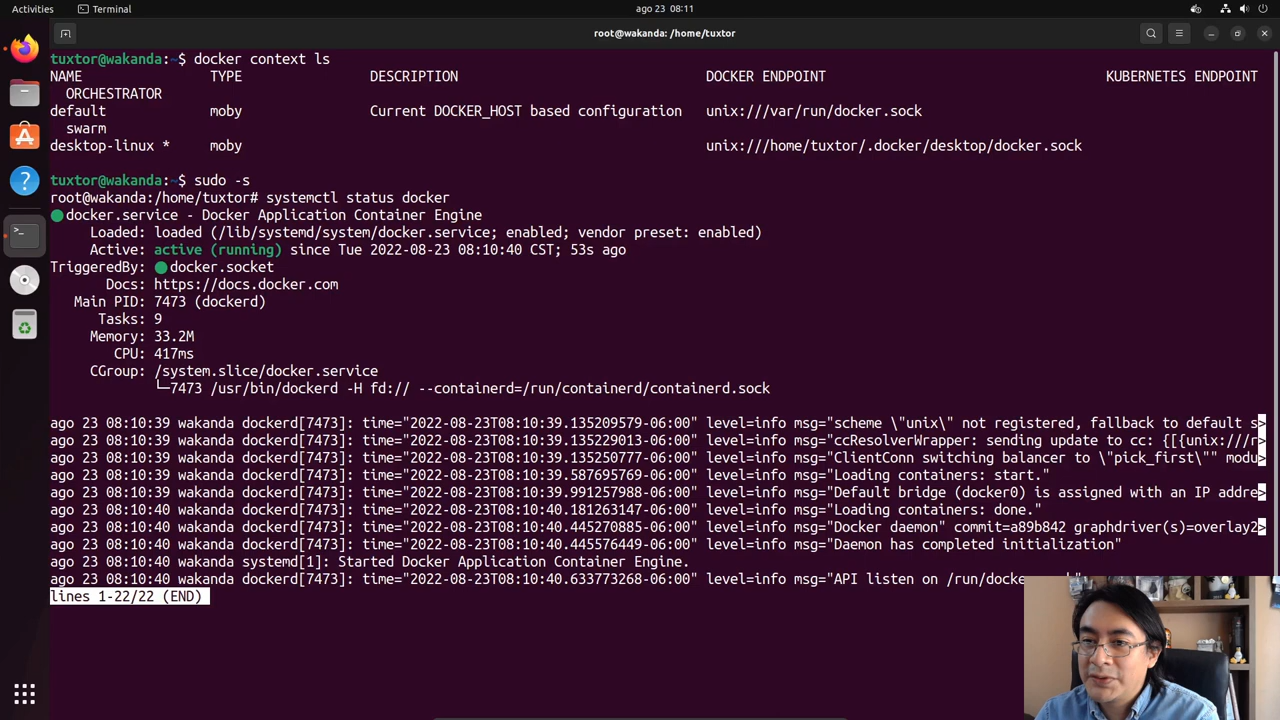 Activities
Terminal
ago 23 08:11
root@wakanda: /home/tuxtor
tuxtor@wakanda:~$ docker context ls
NAME TYPE DESCRIPTION DOCKER ENDPOINT KUBERNETES ENDPOINT
ORCHESTRATOR
default moby Current DOCKER_HOST based configuration unix:///var/run/docker.sock
swarm
desktop-linux * moby unix:///home/tuxtor/.docker/desktop/docker.sock
tuxtor@wakanda:~$ sudo -s
root@wakanda:/home/tuxtor# systemctl status docker
docker.service - Docker Application Container Engine
Loaded: loaded (/lib/systemd/system/docker.service; enabled; vendor preset: enabled)
Active: active (running) since Tue 2022-08-23 08:10:40 CST; 53s ago
TriggeredBy: docker.socket
Docs: https://docs.docker.com
Main PID: 7473 (dockerd)
Tasks: 9
Memory: 33.2M
CPU: 417ms
CGroup: /system.slice/docker.service
└─7473 /usr/bin/dockerd -H fd:// --containerd=/run/containerd/containerd.sock
ago 23 08:10:39 wakanda dockerd[7473]: time="2022-08-23T08:10:39.135209579-06:00" level=info msg="scheme \"unix\" not registered, fallback to default s>
ago 23 08:10:39 wakanda dockerd[7473]: time="2022-08-23T08:10:39.135229013-06:00" level=info msg="ccResolverWrapper: sending update to cc: {[{unix:///r>
ago 23 08:10:39 wakanda dockerd[7473]: time="2022-08-23T08:10:39.135250777-06:00" level=info msg="ClientConn switching balancer to \"pick_first\"" modu>
ago 23 08:10:39 wakanda dockerd[7473]: time="2022-08-23T08:10:39.587695769-06:00" level=info msg="Loading containers: start."
ago 23 08:10:39 wakanda dockerd[7473]: time="2022-08-23T08:10:39.991257988-06:00" level=info msg="Default bridge (docker0) is assigned with an IP addre>
ago 23 08:10:40 wakanda dockerd[7473]: time="2022-08-23T08:10:40.181263147-06:00" level=info msg="Loading containers: done."
ago 23 08:10:40 wakanda dockerd[7473]: time="2022-08-23T08:10:40.445270885-06:00" level=info msg="Docker daemon" commit=a89b842 graphdriver(s)=overlay2>
ago 23 08:10:40 wakanda dockerd[7473]: time="2022-08-23T08:10:40.445576449-06:00" level=info msg="Daemon has completed initialization"
ago 23 08:10:40 wakanda systemd[1]: Started Docker Application Container Engine.
ago 23 08:10:40 wakanda dockerd[7473]: time="2022-08-23T08:10:40.633773268-06:00" level=info msg="API listen on
lines 1-22/22 (END)